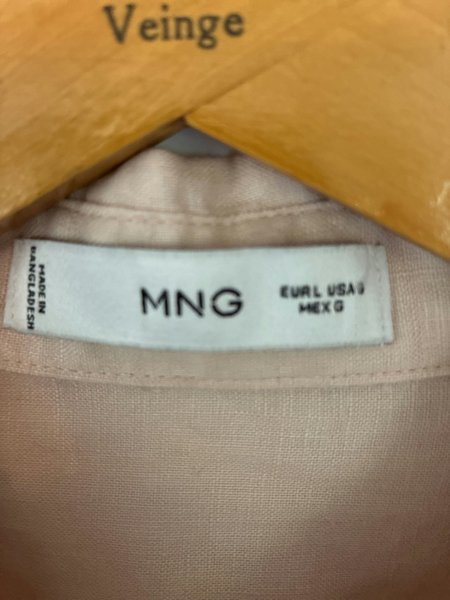 Veinge
MADE IN
BANGLADESH
MNG
EUR L USA
MEX G